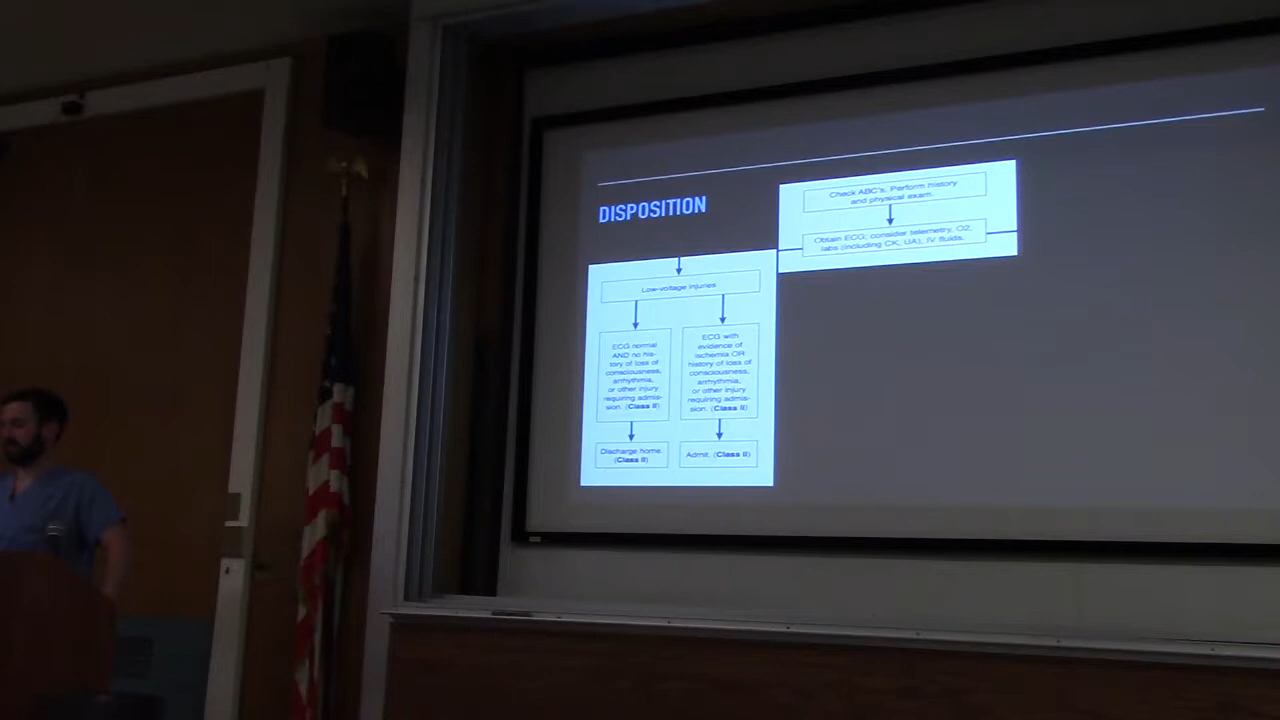 DISPOSITION
Check ABC's. Perform history
and physical exam.
Obtain ECG; consider telemetry, O2,
labs (including CK, UA), IV fluids.
Low-voltage injuries
ECG normal
AND no his-
tory of loss of
consciousness,
arrhythmia,
or other injury
requiring admis-
sion. (Class II)
ECG with
evidence of
ischemia OR
history of loss of
consciousness,
arrhythmia,
or other injury
requiring admis-
sion. (Class II)
Discharge home.
(Class II)
Admit. (Class II)